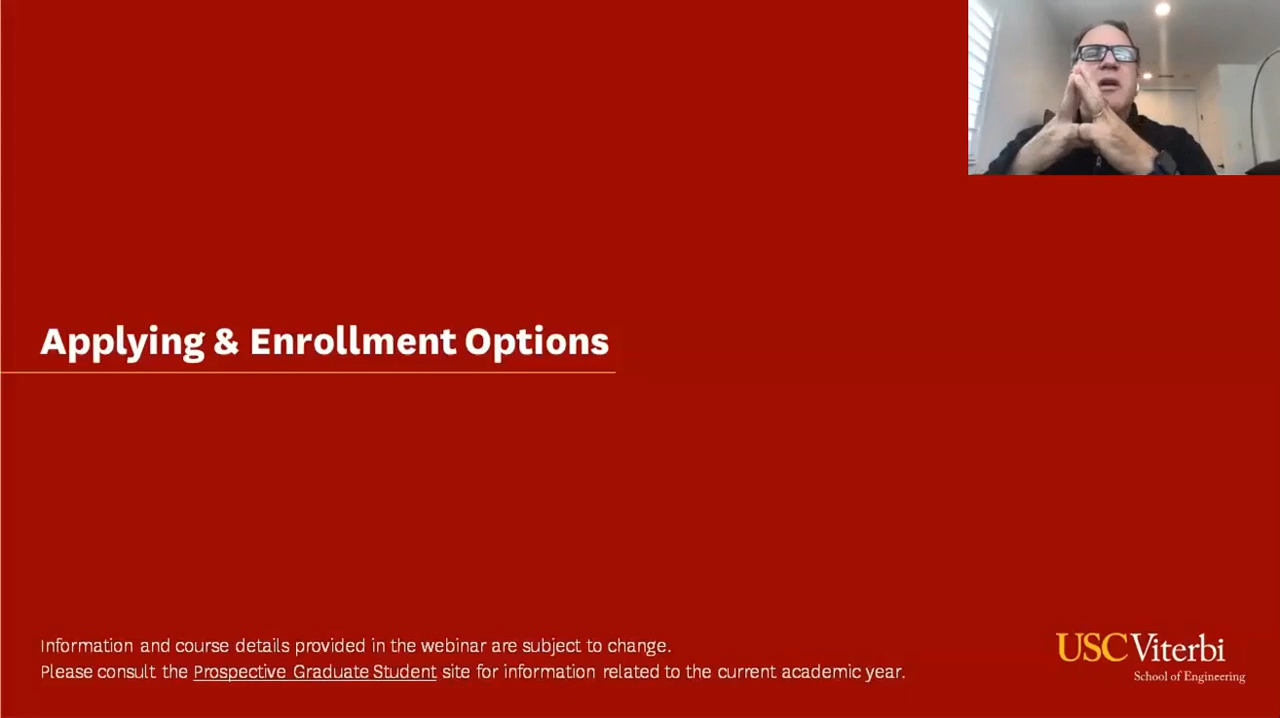 Applying & Enrollment Options
Information and course details provided in the webinar are subject to change.
Please consult the Prospective Graduate Student site for information related to the current academic year.
USC Viterbi
School of Engineering